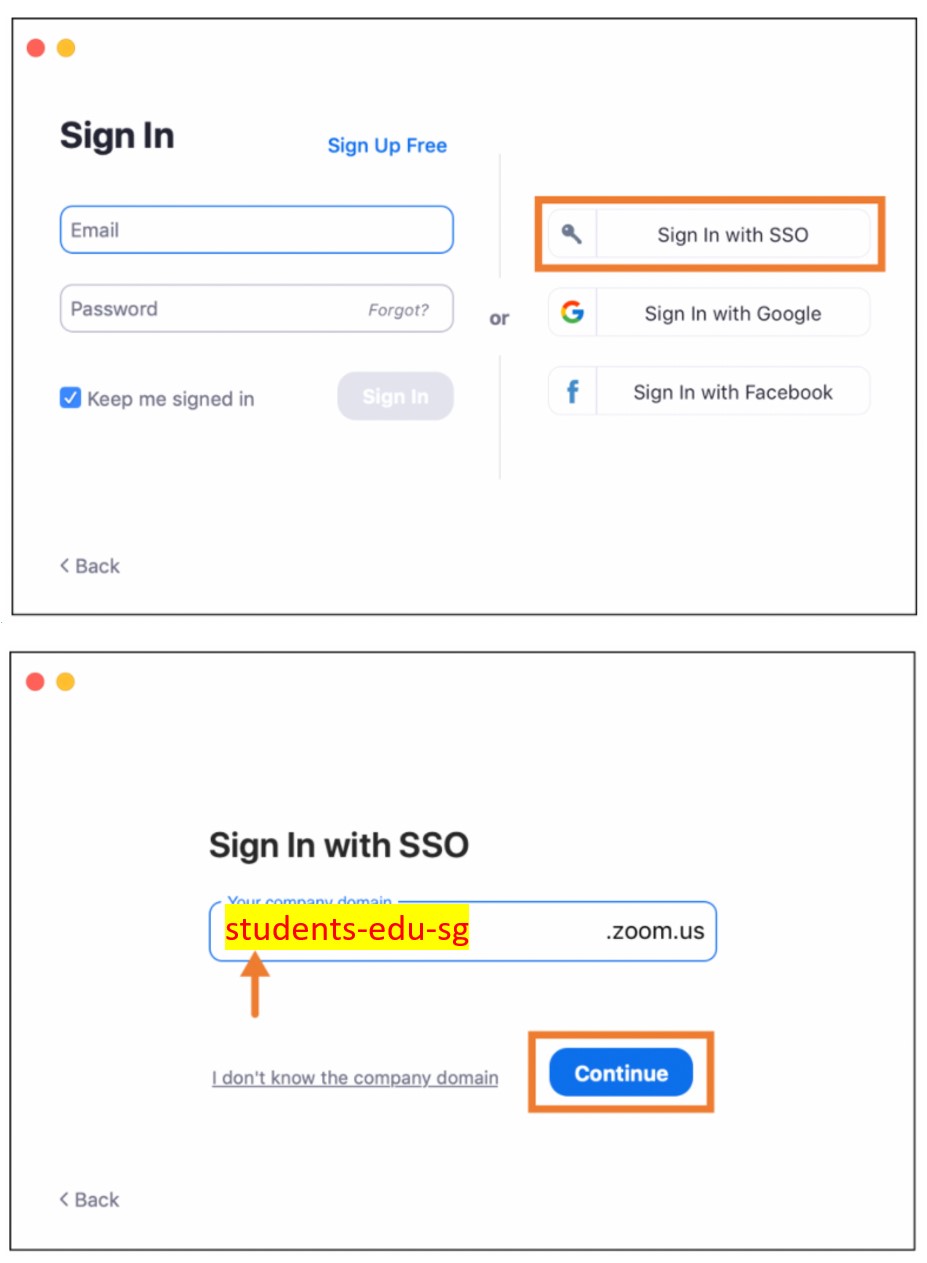 Sign In
Sign Up Free
Email
Password Forgot?
Keep me signed in
Sign In
or
Sign In with SSO
Sign In with Google
Sign In with Facebook
< Back
Sign In with SSO
Your company domain
students-edu-sg .zoom.us
I don't know the company domain
Continue
< Back